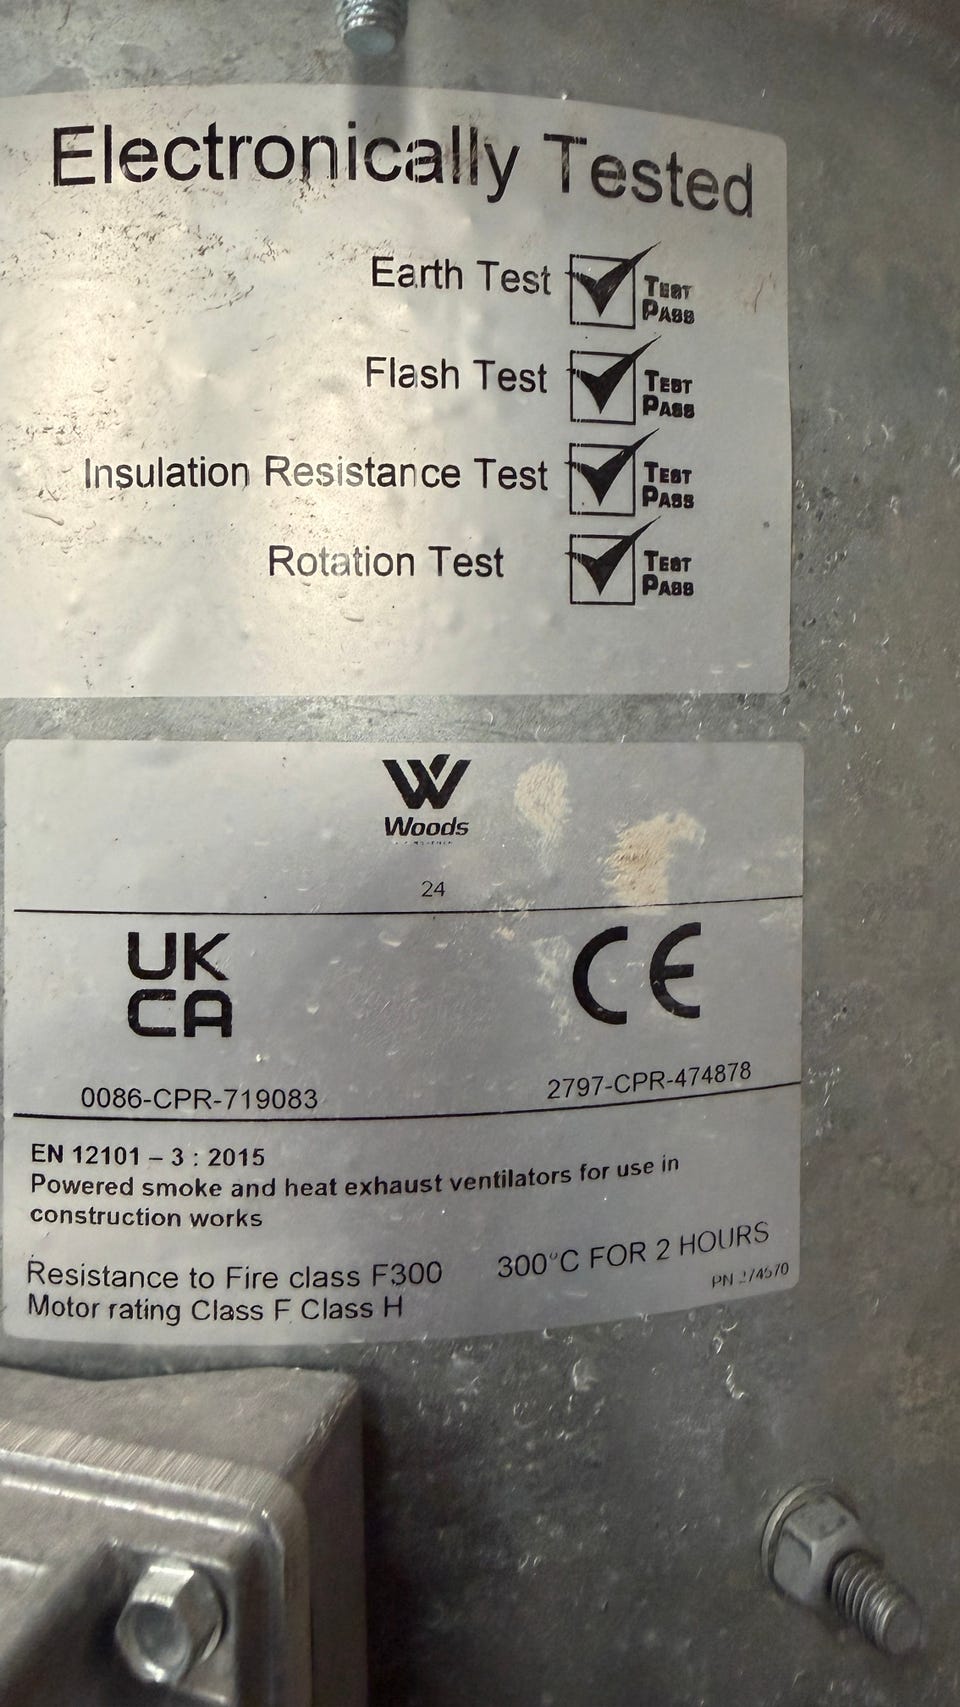 Electronically Tested
Earth Test TEST PASS
Flash Test TEST PASS
Insulation Resistance Test TEST PASS
Rotation Test TEST PASS
W
Woods
24
UK CA
CE
0086-CPR-719083
2797-CPR-474878
EN 12101 – 3 : 2015
Powered smoke and heat exhaust ventilators for use in
construction works
Resistance to Fire class F300 300°C FOR 2 HOURS
Motor rating Class F Class H PN